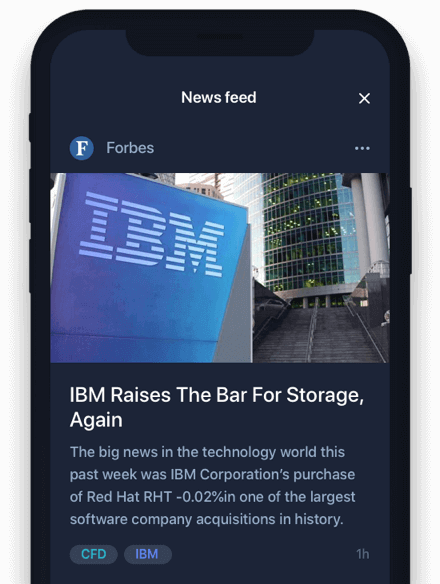 News feed
F
Forbes
IBM
IBM Raises The Bar For Storage,
Again
The big news in the technology world this
past week was IBM Corporation’s purchase
of Red Hat RHT -0.02%in one of the largest
software company acquisitions in history.
CFD IBM 1h